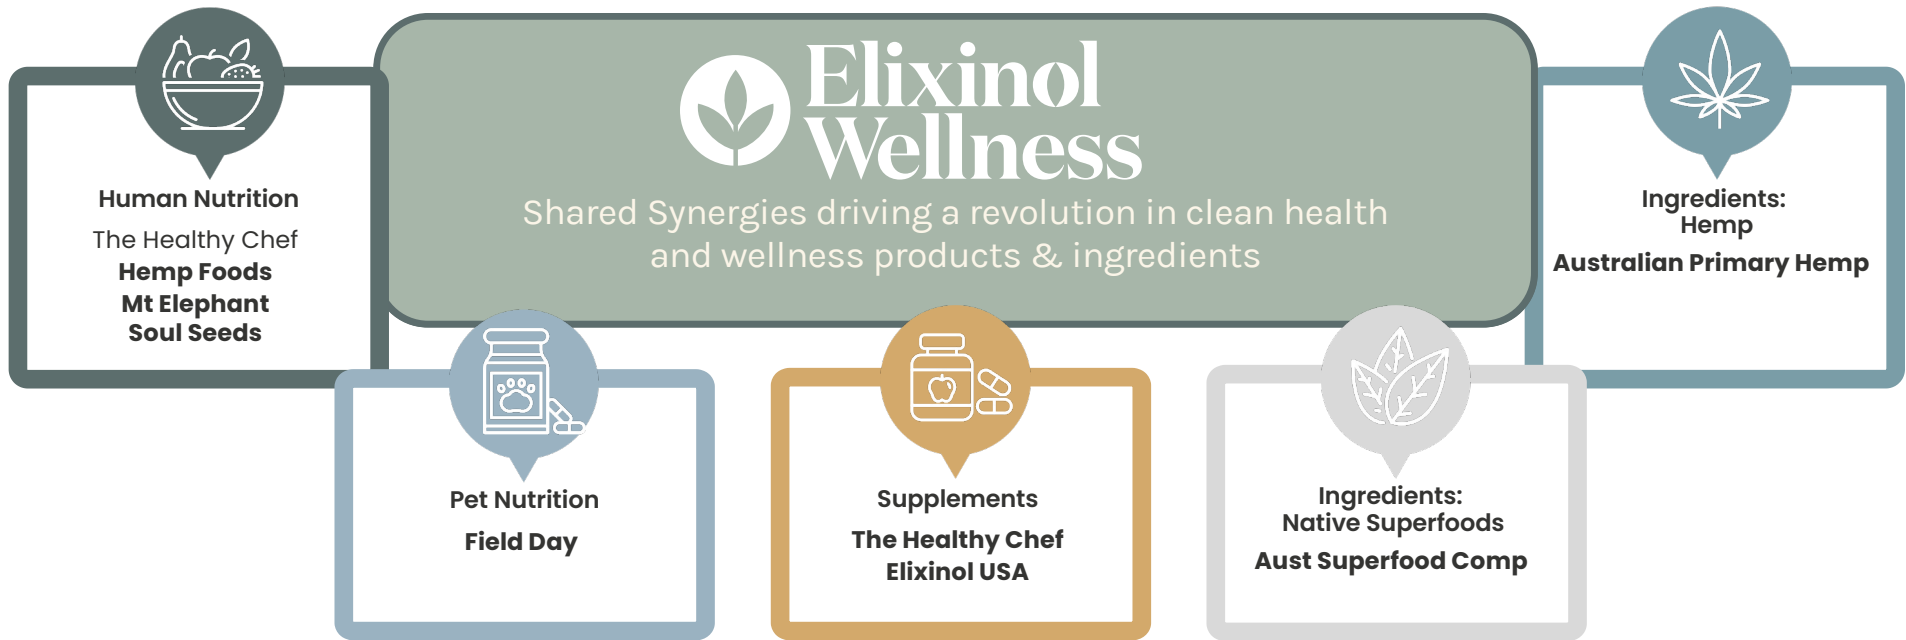 Elixinol
Wellness
Shared Synergies driving a revolution in clean health
and wellness products & ingredients
Human Nutrition
The Healthy Chef
Hemp Foods
Mt Elephant
Soul Seeds
Pet Nutrition
Field Day
Supplements
The Healthy Chef
Elixinol USA
Ingredients:
Native Superfoods
Aust Superfood Comp
Ingredients:
Hemp
Australian Primary Hemp